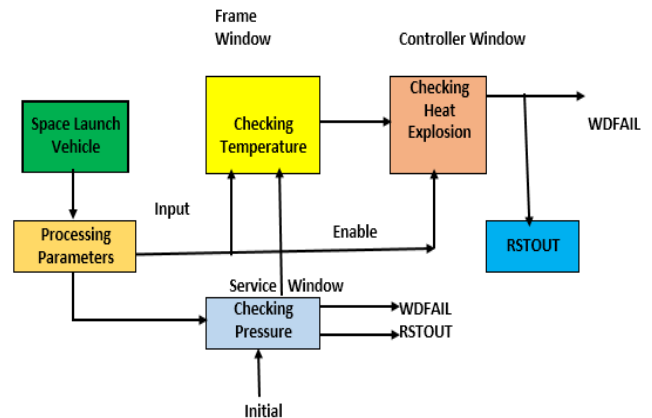 Frame
Window
Controller Window
Space Launch
Vehicle
Checking
Temperature
Checking
Heat
Explosion
WDFAIL
Input
Processing
Parameters
Enable
RSTOUT
Service Window
Checking
Pressure
WDFAIL
RSTOUT
Initial